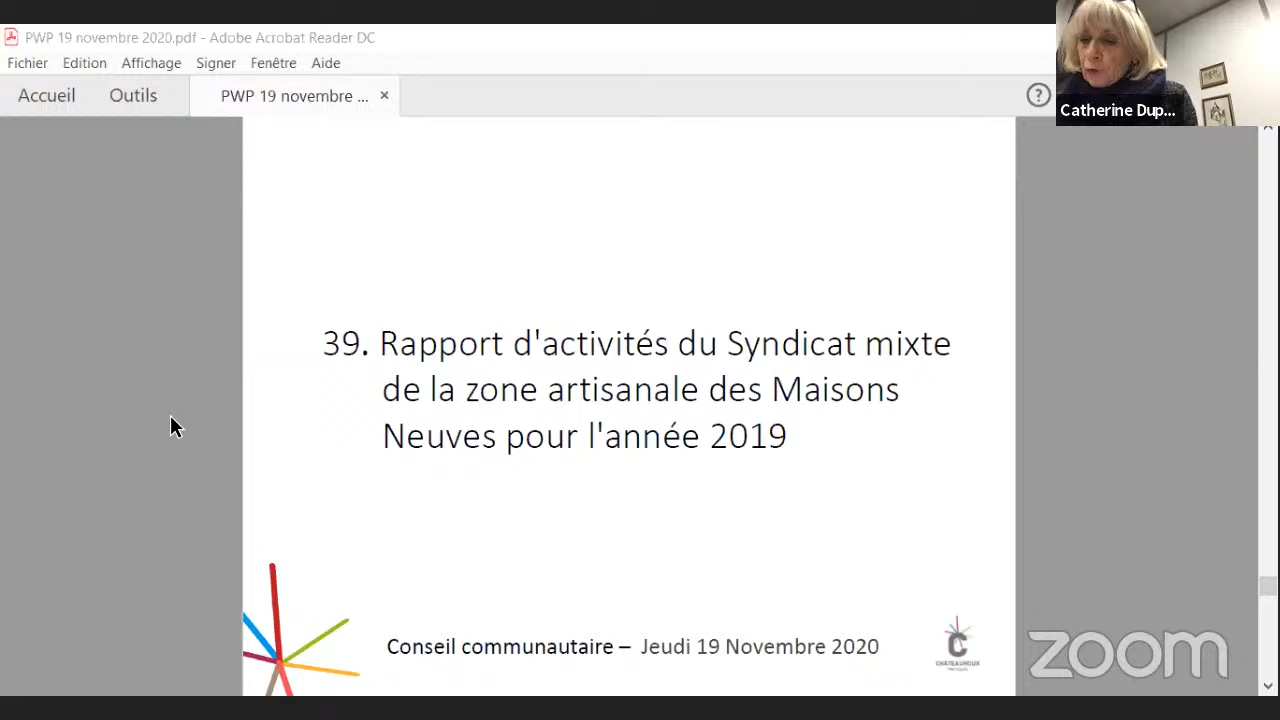 PWP 19 novembre 2020.pdf - Adobe Acrobat Reader DC
Fichier Edition Affichage Signer Fenêtre Aide
Accueil Outils PWP 19 novembre ... ×
Catherine Dup...
39. Rapport d'activités du Syndicat mixte
de la zone artisanale des Maisons
Neuves pour l'année 2019
Conseil communautaire – Jeudi 19 Novembre 2020
CHÂTEAUROUX
zoom